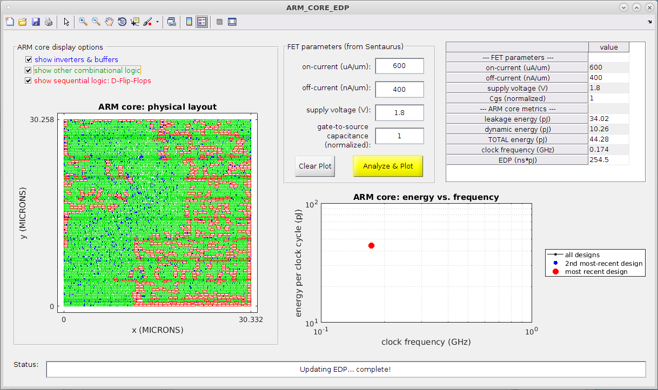 ARM_CORE_EDP
ARM core display options
show inverters & buffers
show other combinational logic
show sequential logic: D-Flip-Flops
ARM core: physical layout
30.258
0
y (MICRONS)
0
30.332
x (MICRONS)
FET parameters (from Sentaurus)
on-current (uA/um):
600
off-current (nA/um):
400
supply voltage (V):
1.8
gate-to-source
capacitance
(normalized):
1
Clear Plot
Analyze & Plot
value
--- FET parameters ---
on-current (uA/um) 600
off-current (nA/um) 400
supply voltage (V) 1.8
Cgs (normalized) 1
--- ARM core metrics ---
leakage energy (pJ) 34.02
dynamic energy (pJ) 10.26
TOTAL energy (pJ) 44.28
clock frequency (GHz) 0.174
EDP (ns*pJ) 254.5
ARM core: energy vs. frequency
10^2
10^1
energy per clock cycle (pJ)
10^-1
10^0
clock frequency (GHz)
all designs
2nd most-recent design
most recent design
Status:
Updating EDP... complete!